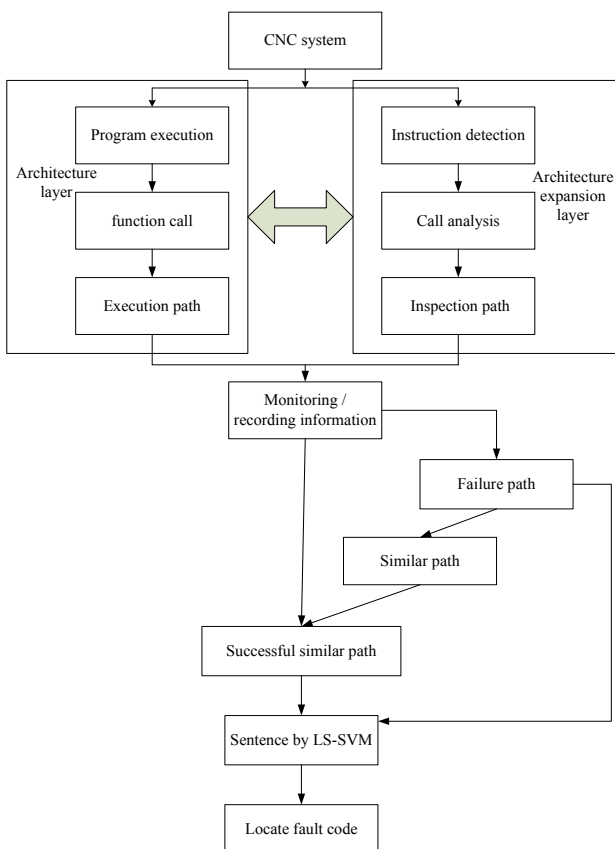 CNC system
Program execution
Instruction detection
Architecture
layer
Architecture
expansion
layer
function call
Call analysis
Execution path
Inspection path
Monitoring /
recording information
Failure path
Similar path
Successful similar path
Sentence by LS-SVM
Locate fault code